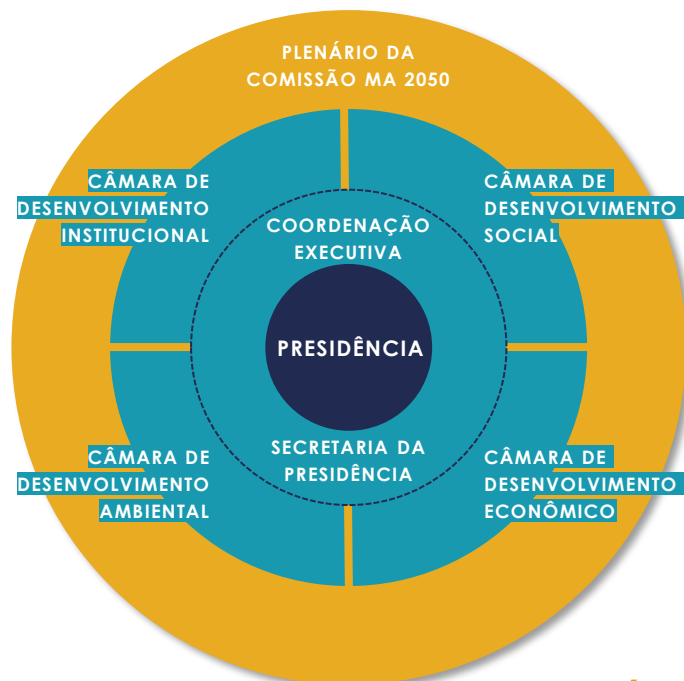 PLENÁRIO DA
COMISSÃO MA 2050
CÂMARA DE
DESENVOLVIMENTO
INSTITUCIONAL
CÂMARA DE
DESENVOLVIMENTO
SOCIAL
COORDENAÇÃO
EXECUTIVA
PRESIDÊNCIA
SECRETARIA DA
PRESIDÊNCIA
CÂMARA DE
DESENVOLVIMENTO
AMBIENTAL
CÂMARA DE
DESENVOLVIMENTO
ECONÔMICO